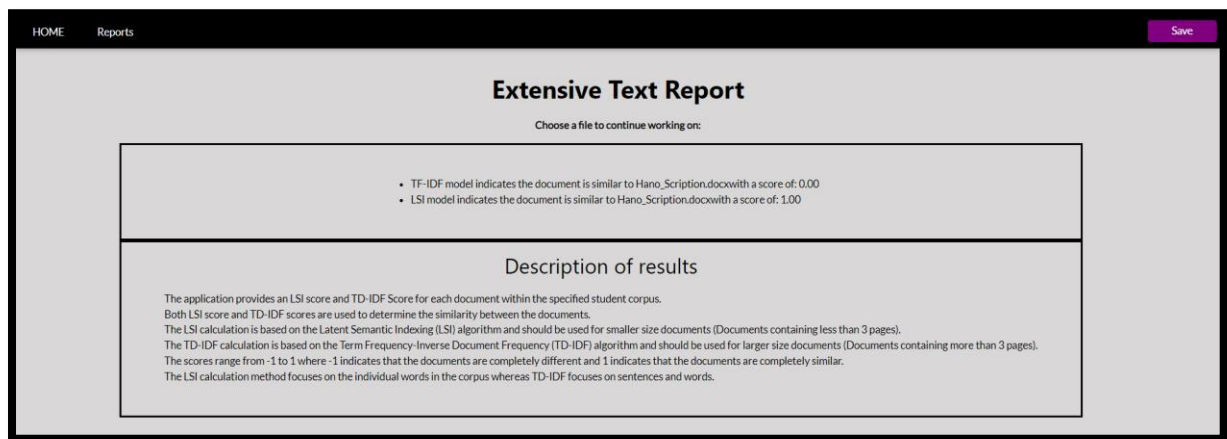 HOME Reports Save
Extensive Text Report
Choose a file to continue working on:
• TF-IDF model indicates the document is similar to Hano_Scription.docxwith a score of: 0.00
• LSI model indicates the document is similar to Hano_Scription.docxwith a score of: 1.00
Description of results
The application provides an LSI score and TD-IDF Score for each document within the specified student corpus.
Both LSI score and TD-IDF scores are used to determine the similarity between the documents.
The LSI calculation is based on the Latent Semantic Indexing (LSI) algorithm and should be used for smaller size documents (Documents containing less than 3 pages).
The TD-IDF calculation is based on the Term Frequency-Inverse Document Frequency (TD-IDF) algorithm and should be used for larger size documents (Documents containing more than 3 pages).
The scores range from -1 to 1 where -1 indicates that the documents are completely different and 1 indicates that the documents are completely similar.
The LSI calculation method focuses on the individual words in the corpus whereas TD-IDF focuses on sentences and words.